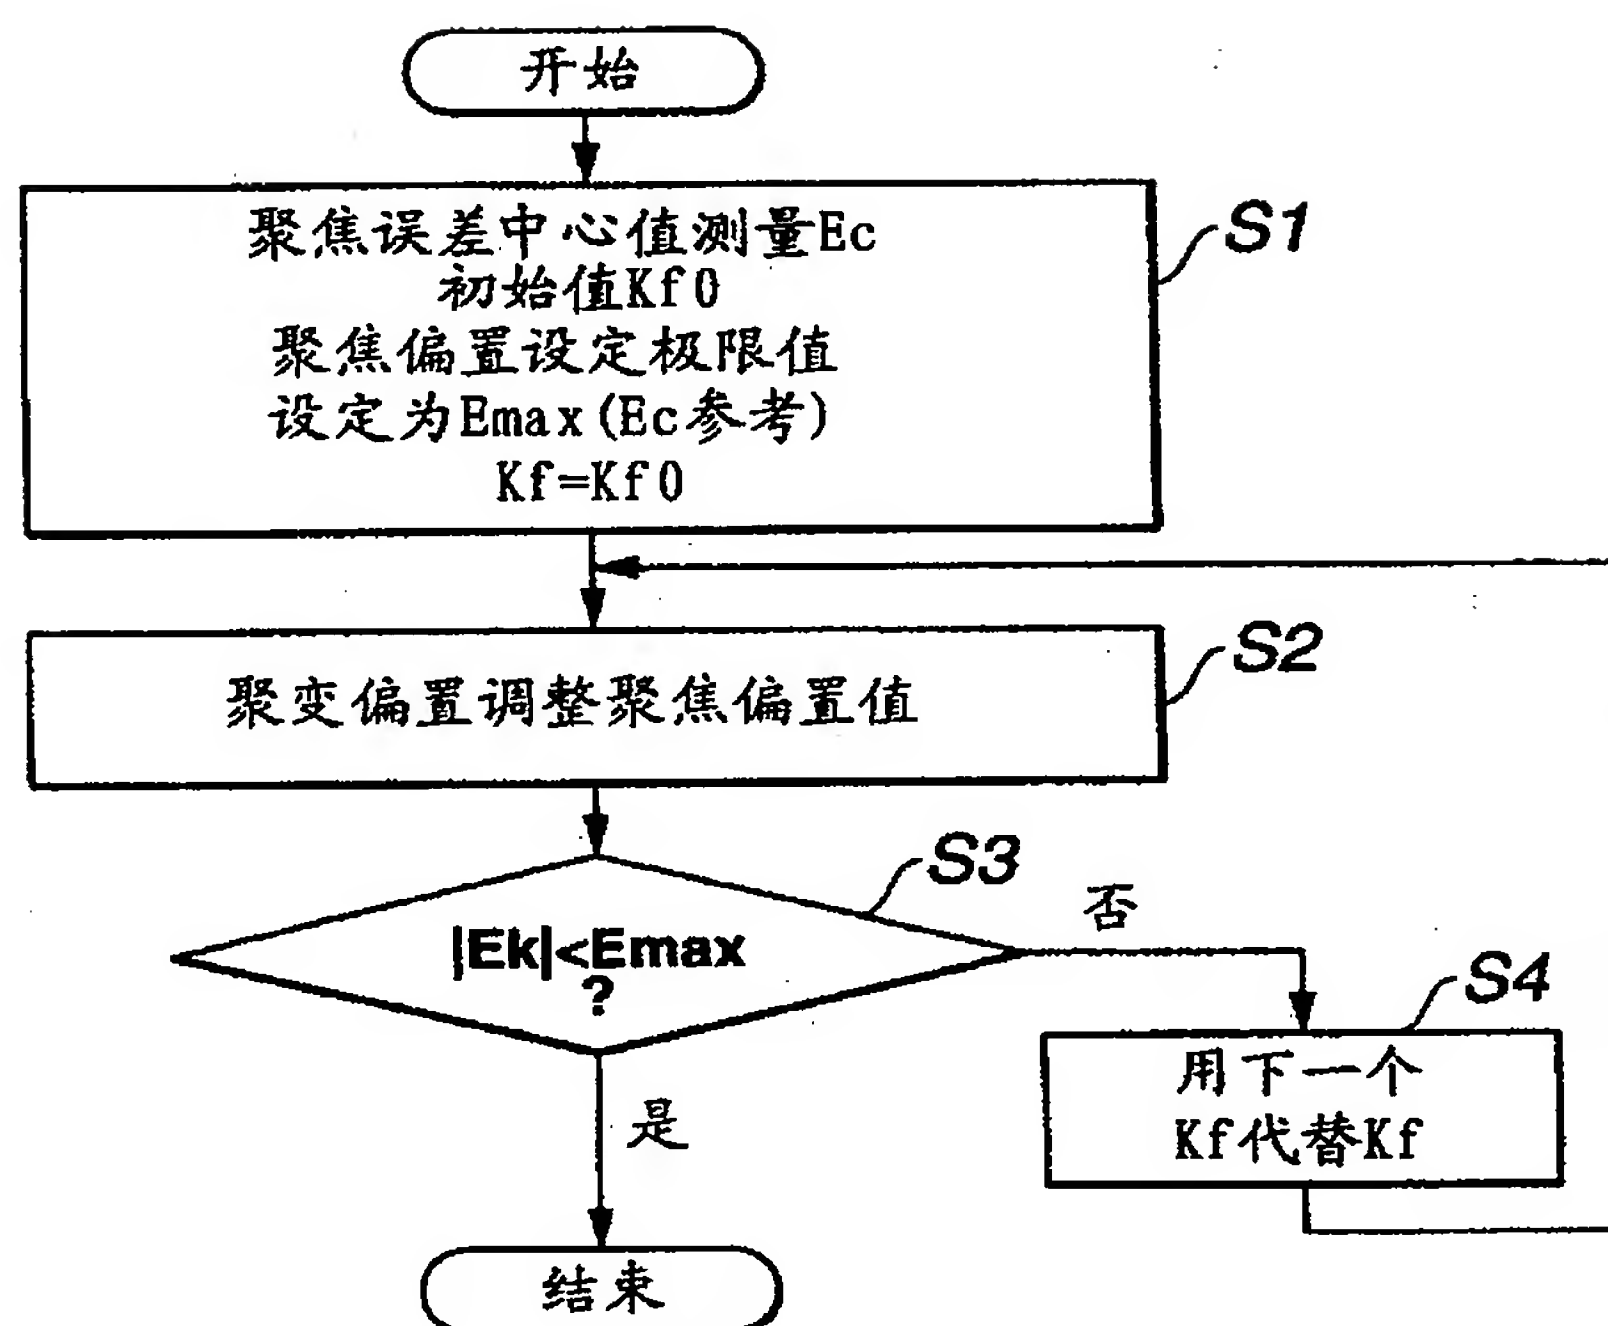 开始
聚焦误差中心值测量Ec
初始值Kf0
聚焦偏置设定极限值
设定为Emax(Ec参考)
Kf=Kf0
S1
聚变偏置调整聚焦偏置值
S2
S3
|Ek|<Emax
?
否
是
S4
用下一个
Kf代替Kf
结束